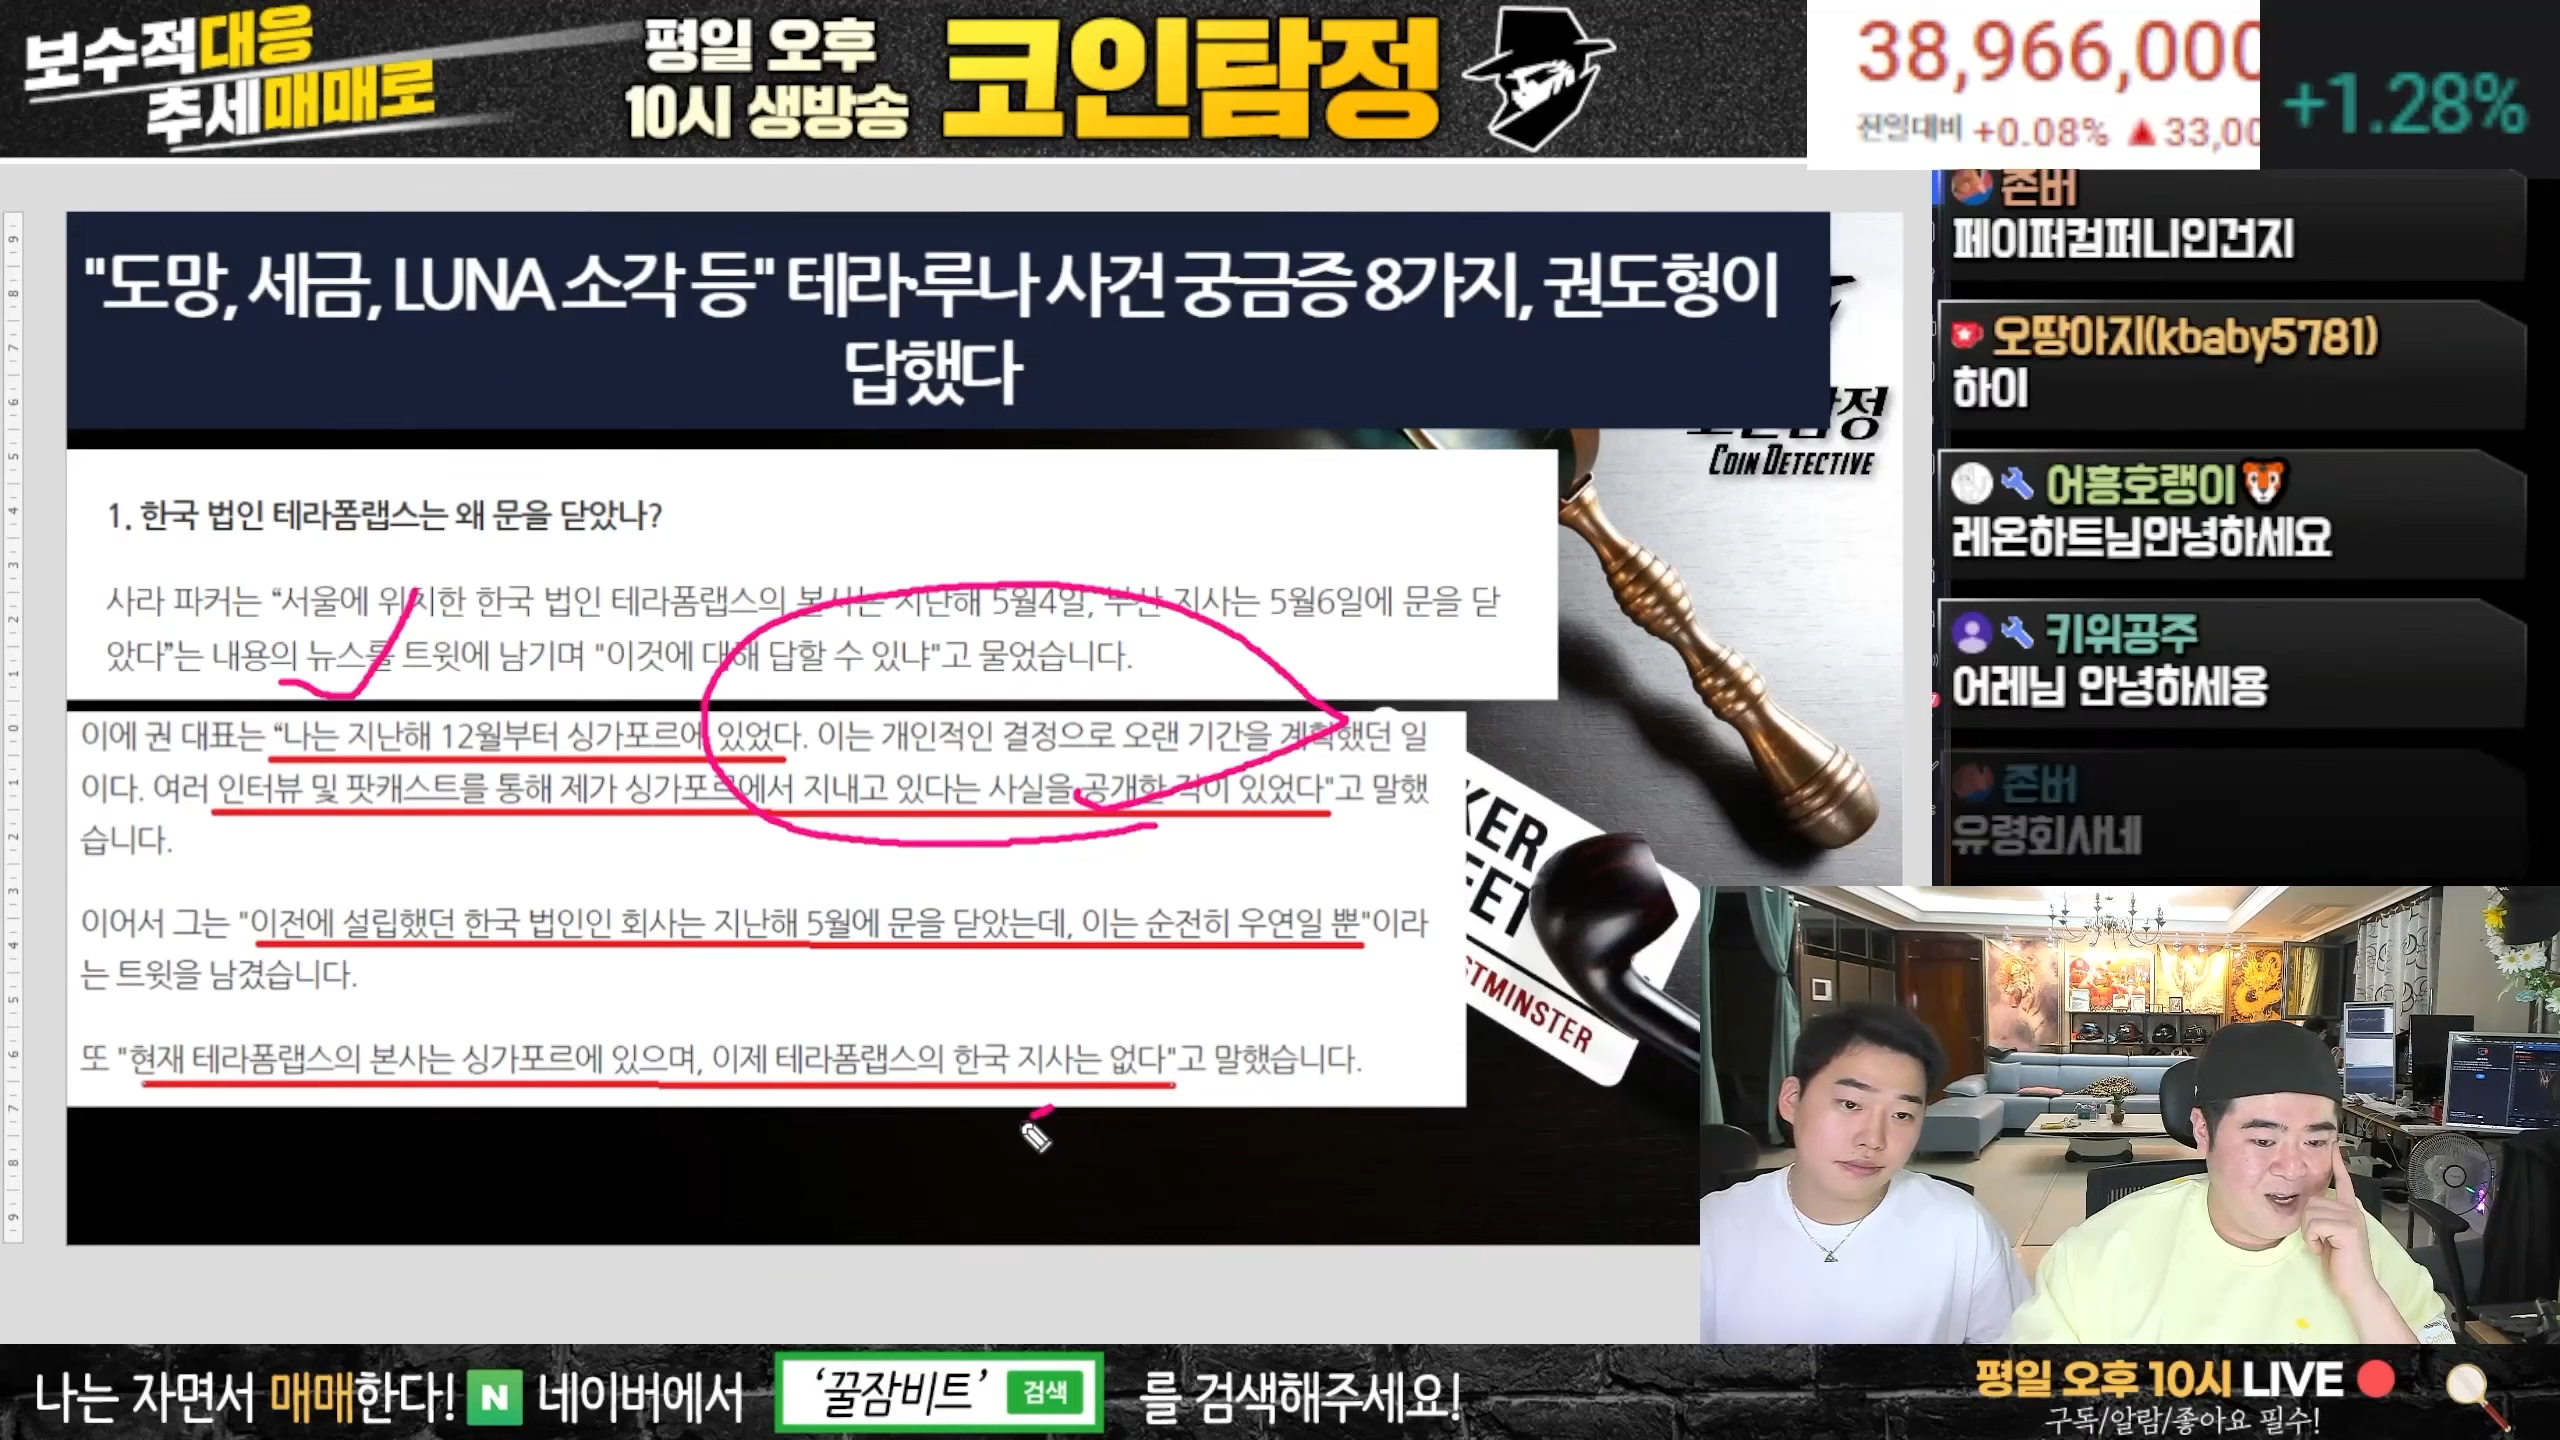 보수적대응
추세매매로
평일 오후
10시 생방송
코인탐정
38,966,000
전일대비 +0.08% ▲33,00
+1.28%
"도망, 세금, LUNA 소각 등" 테라·루나 사건 궁금증 8가지, 권도형이
답했다
COIN DETECTIVE
1. 한국 법인 테라폼랩스는 왜 문을 닫았나?
사라 파커는 “서울에 위치한 한국 법인 테라폼랩스의 본사는 지난해 5월4일, 부산 지사는 5월6일에 문을 닫
았다”는 내용의 뉴스를 트윗에 남기며 "이것에 대해 답할 수 있냐"고 물었습니다.
이에 권 대표는 “나는 지난해 12월부터 싱가포르에 있었다. 이는 개인적인 결정으로 오랜 기간을 계획했던 일
이다. 여러 인터뷰 및 팟캐스트를 통해 제가 싱가포르에서 지내고 있다는 사실을 공개한 적이 있었다"고 말했
습니다.
이어서 그는 "이전에 설립했던 한국 법인인 회사는 지난해 5월에 문을 닫았는데, 이는 순전히 우연일 뿐"이라
는 트윗을 남겼습니다.
또 "현재 테라폼랩스의 본사는 싱가포르에 있으며, 이제 테라폼랩스의 한국 지사는 없다"고 말했습니다.
KER
EET
STMINSTER
존버
페이퍼컴퍼니인건지
오땅아지(kbaby5781)
하이
어흥호랭이
레온하트님안녕하세요
키위공주
어레님 안녕하세용
존버
유령회사네
나는 자면서 매매한다! N 네이버에서 ‘꿀잠비트’ 검색 를 검색해주세요!
평일 오후 10시 LIVE
구독/알람/좋아요 필수!